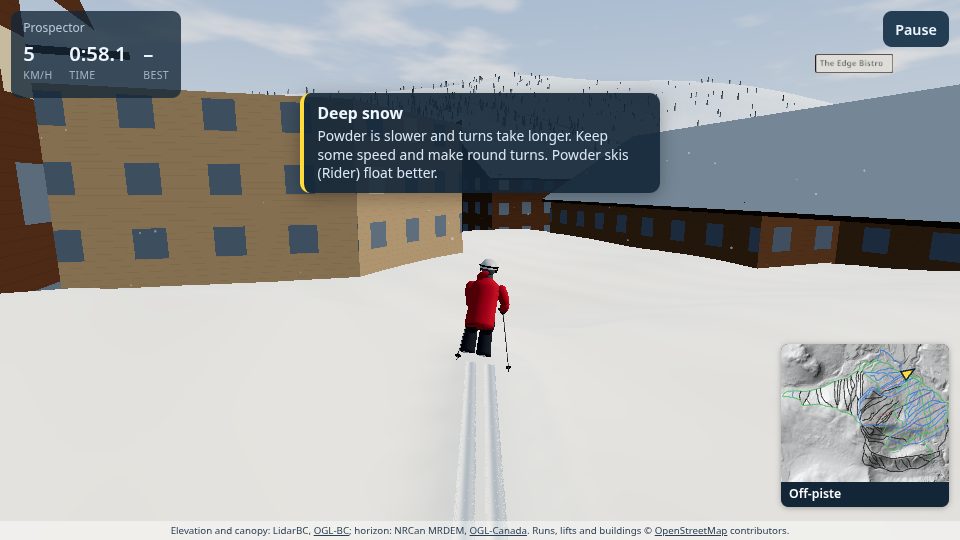 Prospector
5 0:58.1 –
KM/H TIME BEST
Pause
The Edge Bistro
Deep snow
Powder is slower and turns take longer. Keep
some speed and make round turns. Powder skis
(Rider) float better.
Off-piste
Elevation and canopy: LidarBC, OGL-BC; horizon: NRCan MRDEM, OGL-Canada. Runs, lifts and buildings © OpenStreetMap contributors.